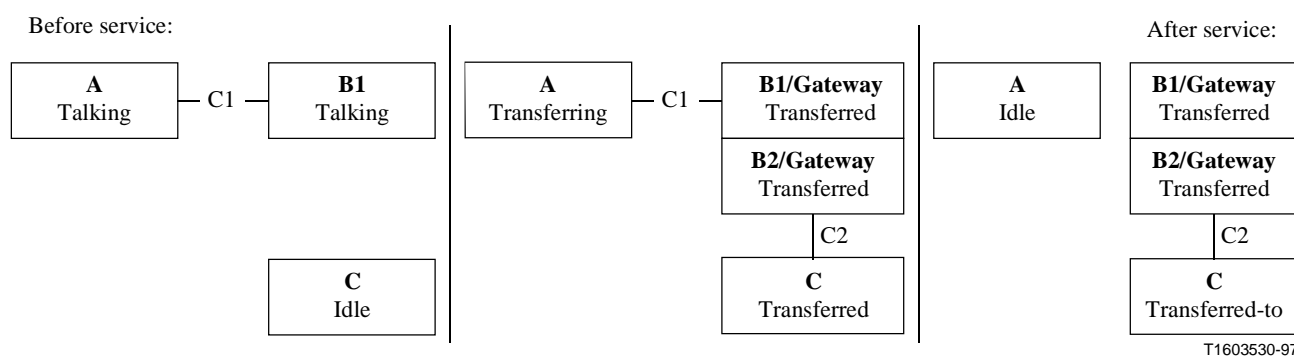 Before service:
A
Talking
C1
B1
Talking
C
Idle
A
Transferring
C1
B1/Gateway
Transferred
B2/Gateway
Transferred
C2
C
Transferred
After service:
A
Idle
B1/Gateway
Transferred
B2/Gateway
Transferred
C2
C
Transferred-to
T1603530-97